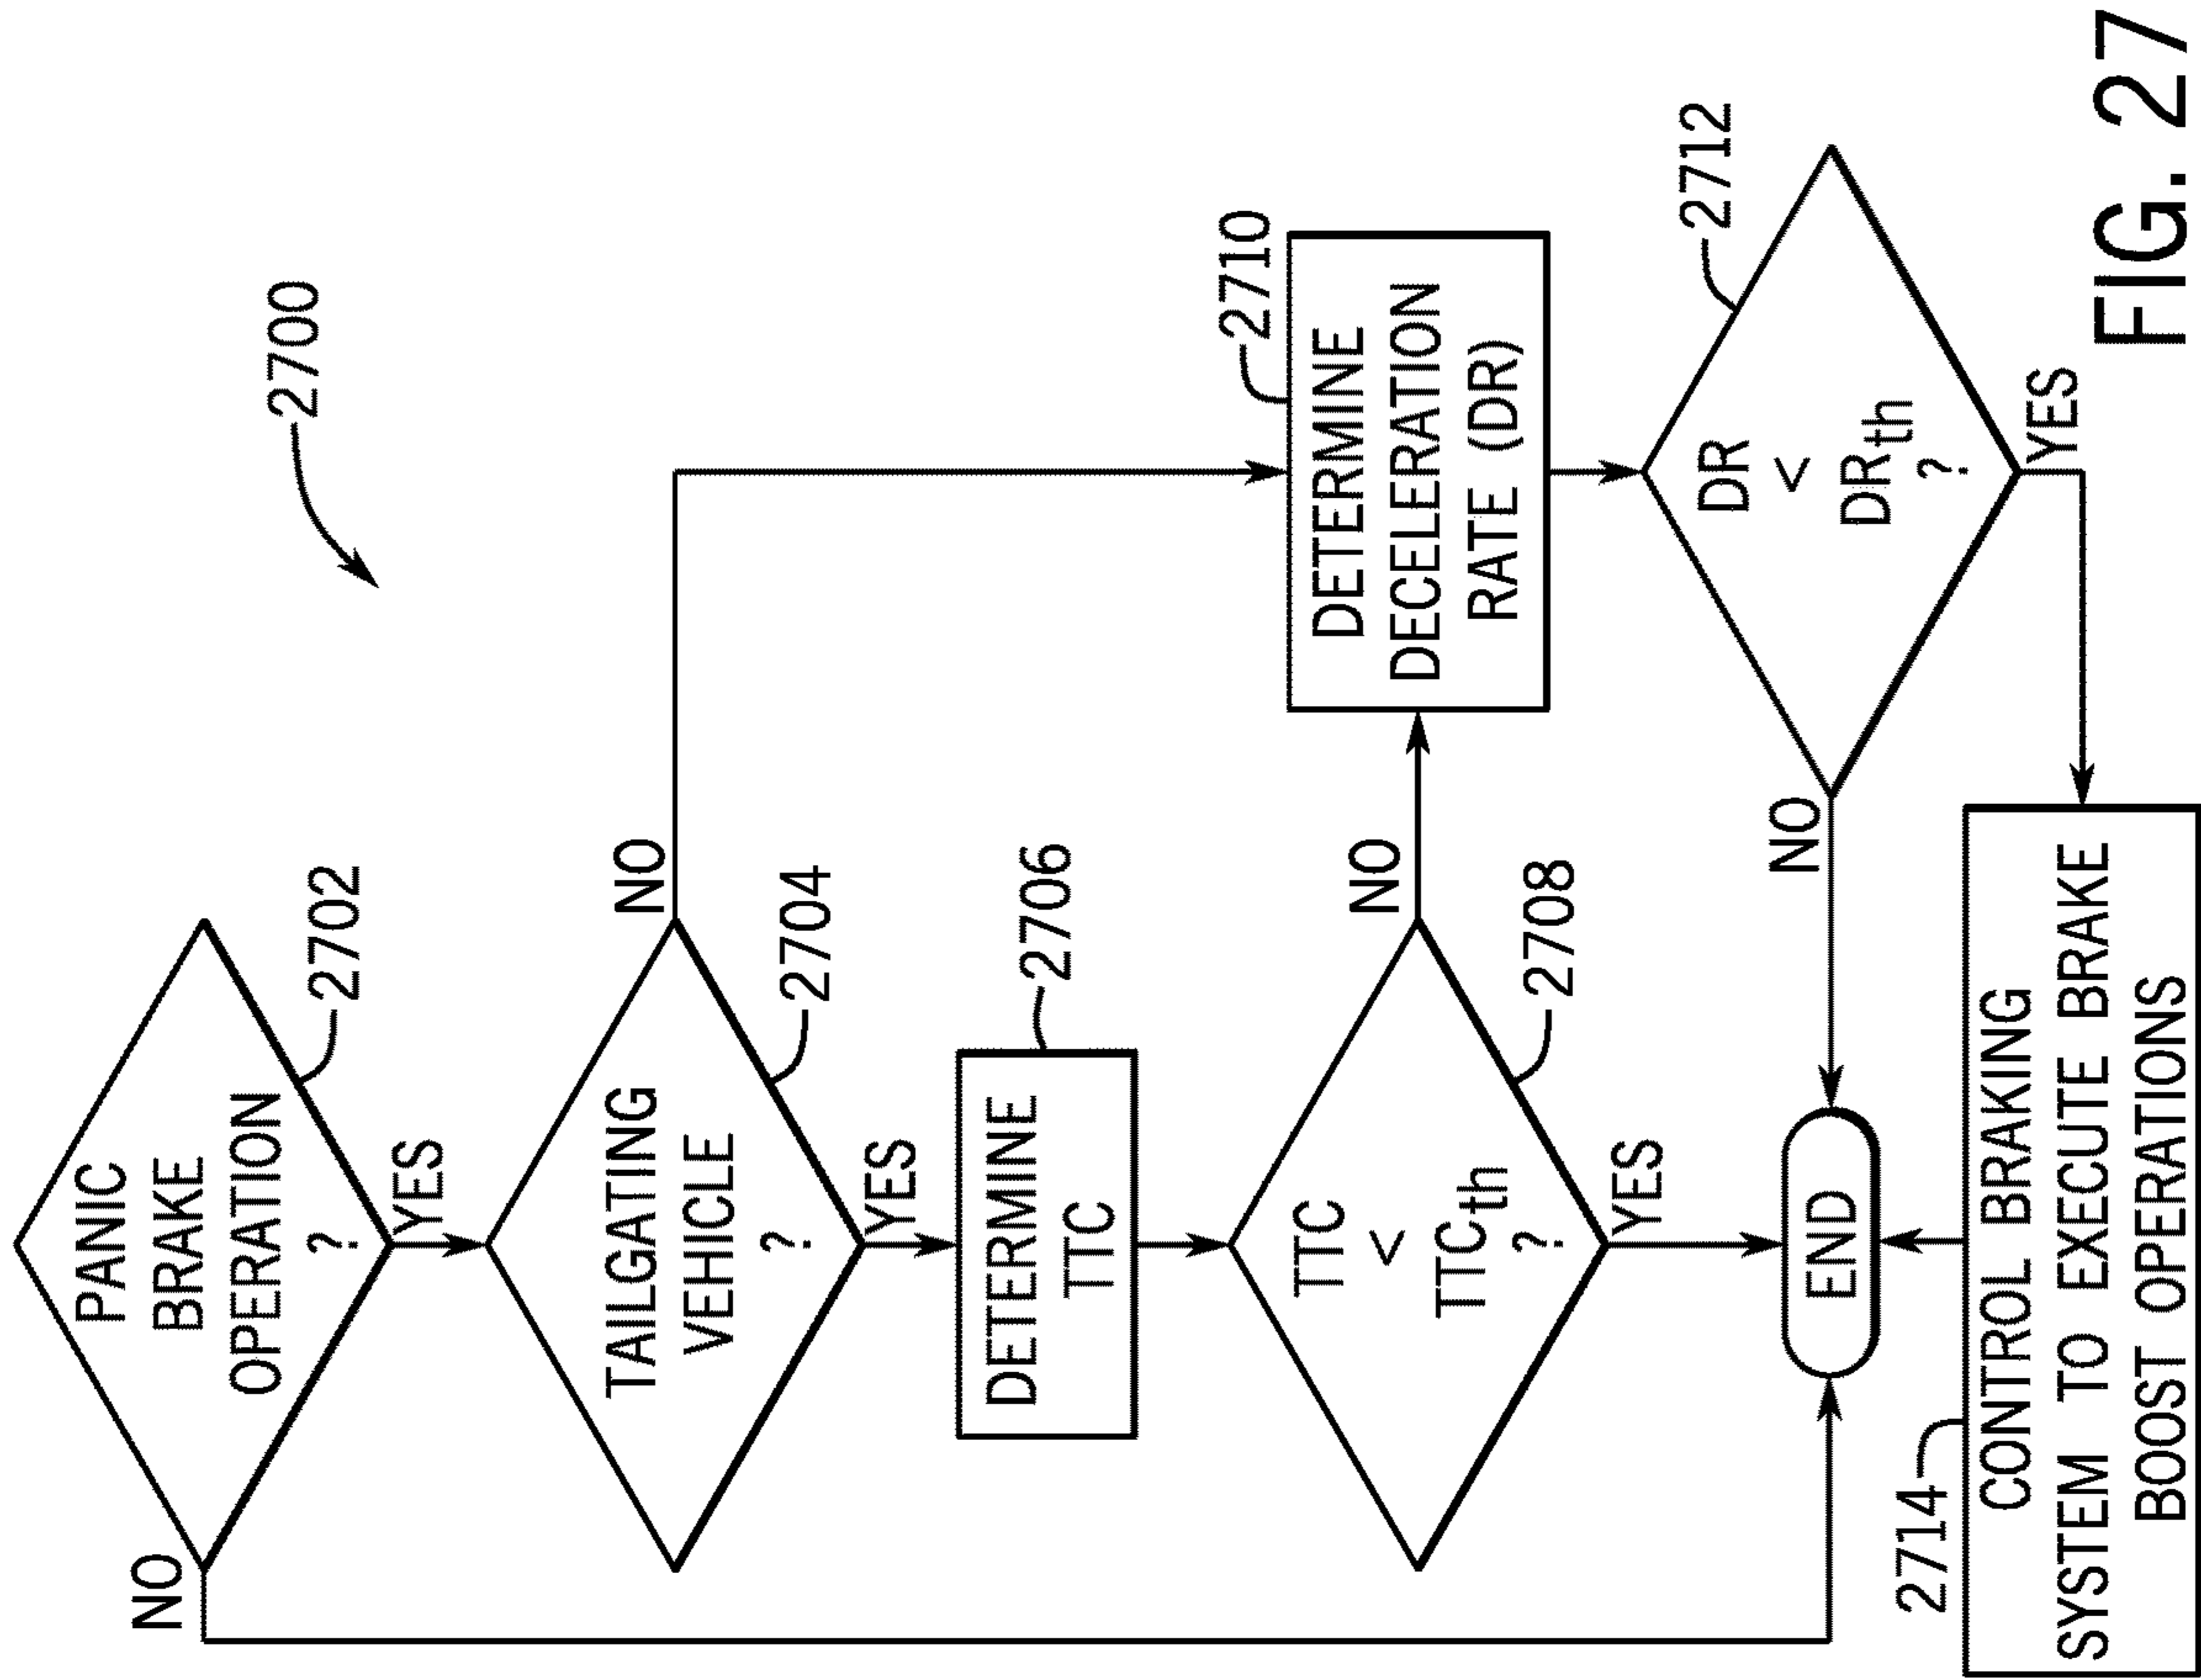 2700
PANIC
BRAKE
OPERATION
?
2702
NO
YES
TAILGATING
VEHICLE
?
2704
NO
YES
DETERMINE
TTC
2706
TTC
<
TTCth
?
2708
NO
YES
DETERMINE
DECELERATION
RATE (DR)
2710
DR
<
DRth
?
2712
NO
YES
END
CONTROL BRAKING
SYSTEM TO EXECUTE BRAKE
BOOST OPERATIONS
2714
FIG. 27